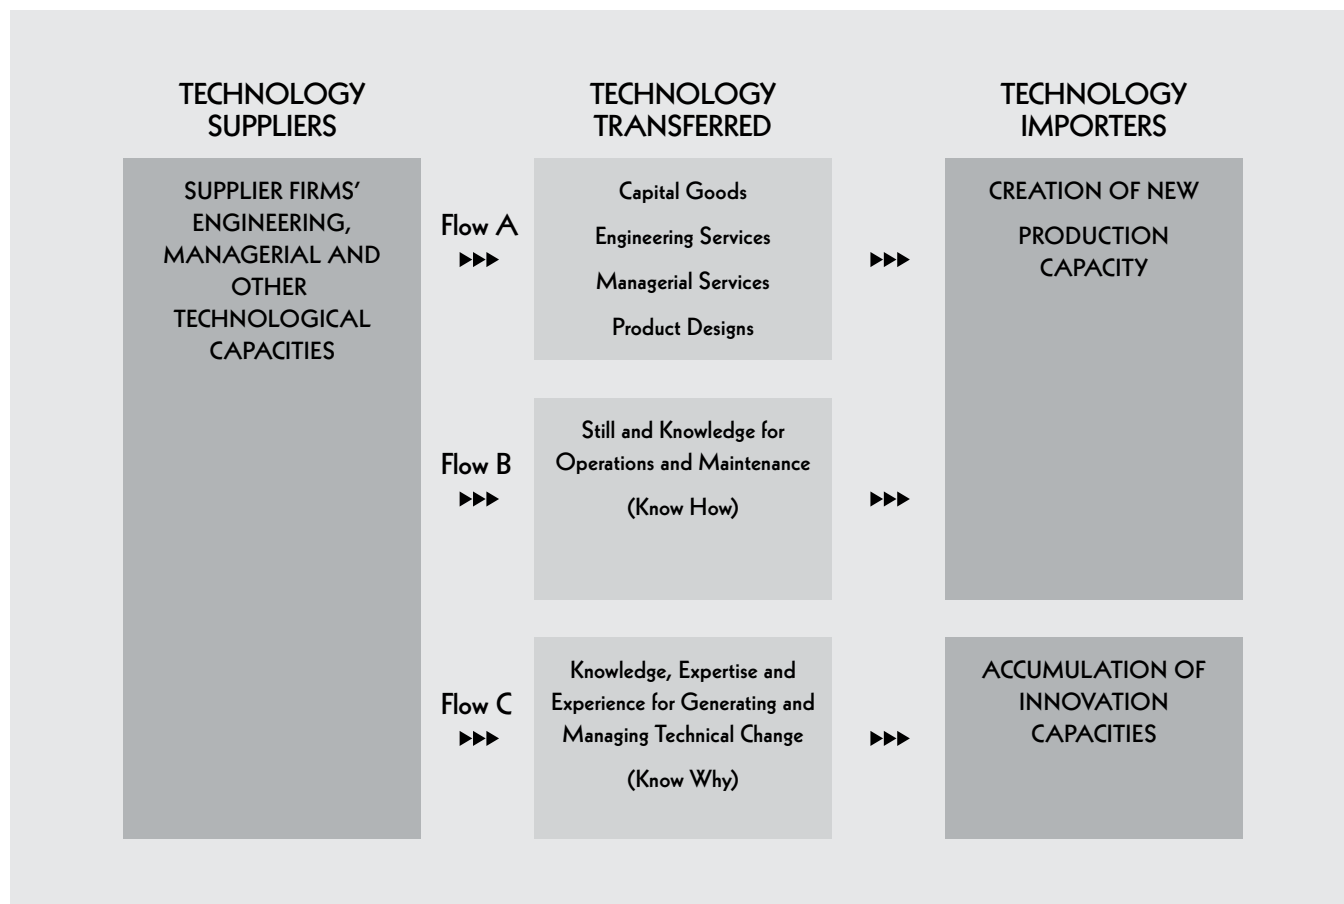 TECHNOLOGY
SUPPLIERS
TECHNOLOGY
TRANSFERRED
TECHNOLOGY
IMPORTERS
SUPPLIER FIRMS’
ENGINEERING,
MANAGERIAL AND
OTHER
TECHNOLOGICAL
CAPACITIES
Flow A
Capital Goods
Engineering Services
Managerial Services
Product Designs
CREATION OF NEW
PRODUCTION
CAPACITY
Flow B
Still and Knowledge for
Operations and Maintenance
(Know How)
Flow C
Knowledge, Expertise and
Experience for Generating and
Managing Technical Change
(Know Why)
ACCUMULATION OF
INNOVATION
CAPACITIES